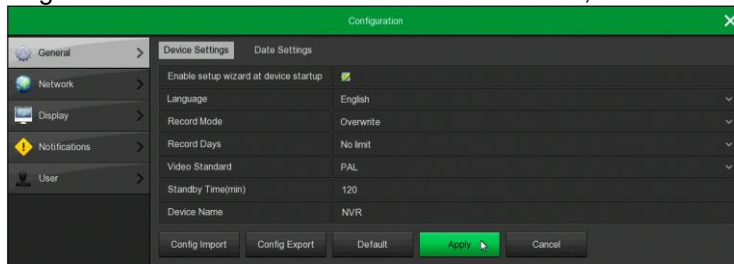 Configuration
General
Network
Display
Notifications
User
Device Settings Date Settings
Enable setup wizard at device startup
Language English
Record Mode Overwrite
Record Days No limit
Video Standard PAL
Standby Time(min) 120
Device Name NVR
Config Import Config Export Default Apply Cancel